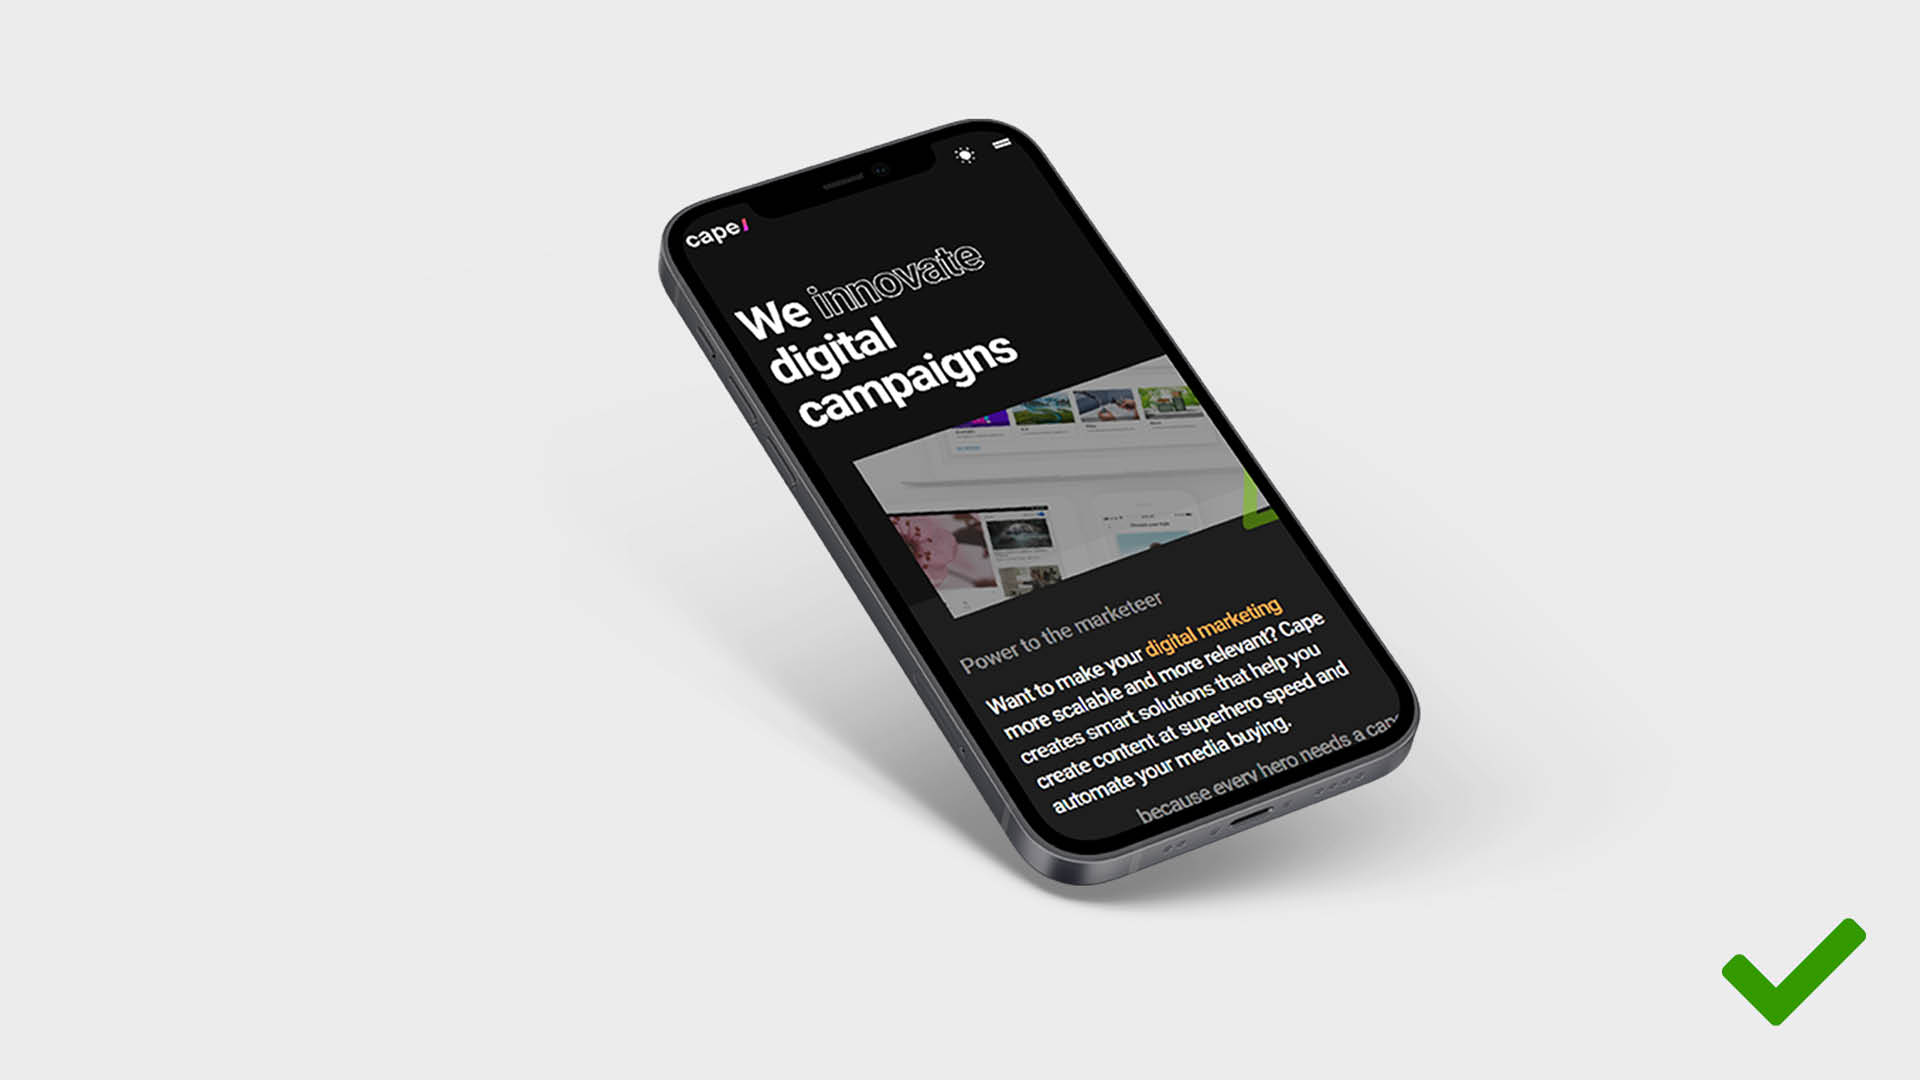 cape
We innovate
digital
campaigns
Power to the marketeer
Want to make your digital marketing
more scalable and more relevant? Cape
creates smart solutions that help you
create content at superhero speed and
automate your media buying.
because every hero needs a